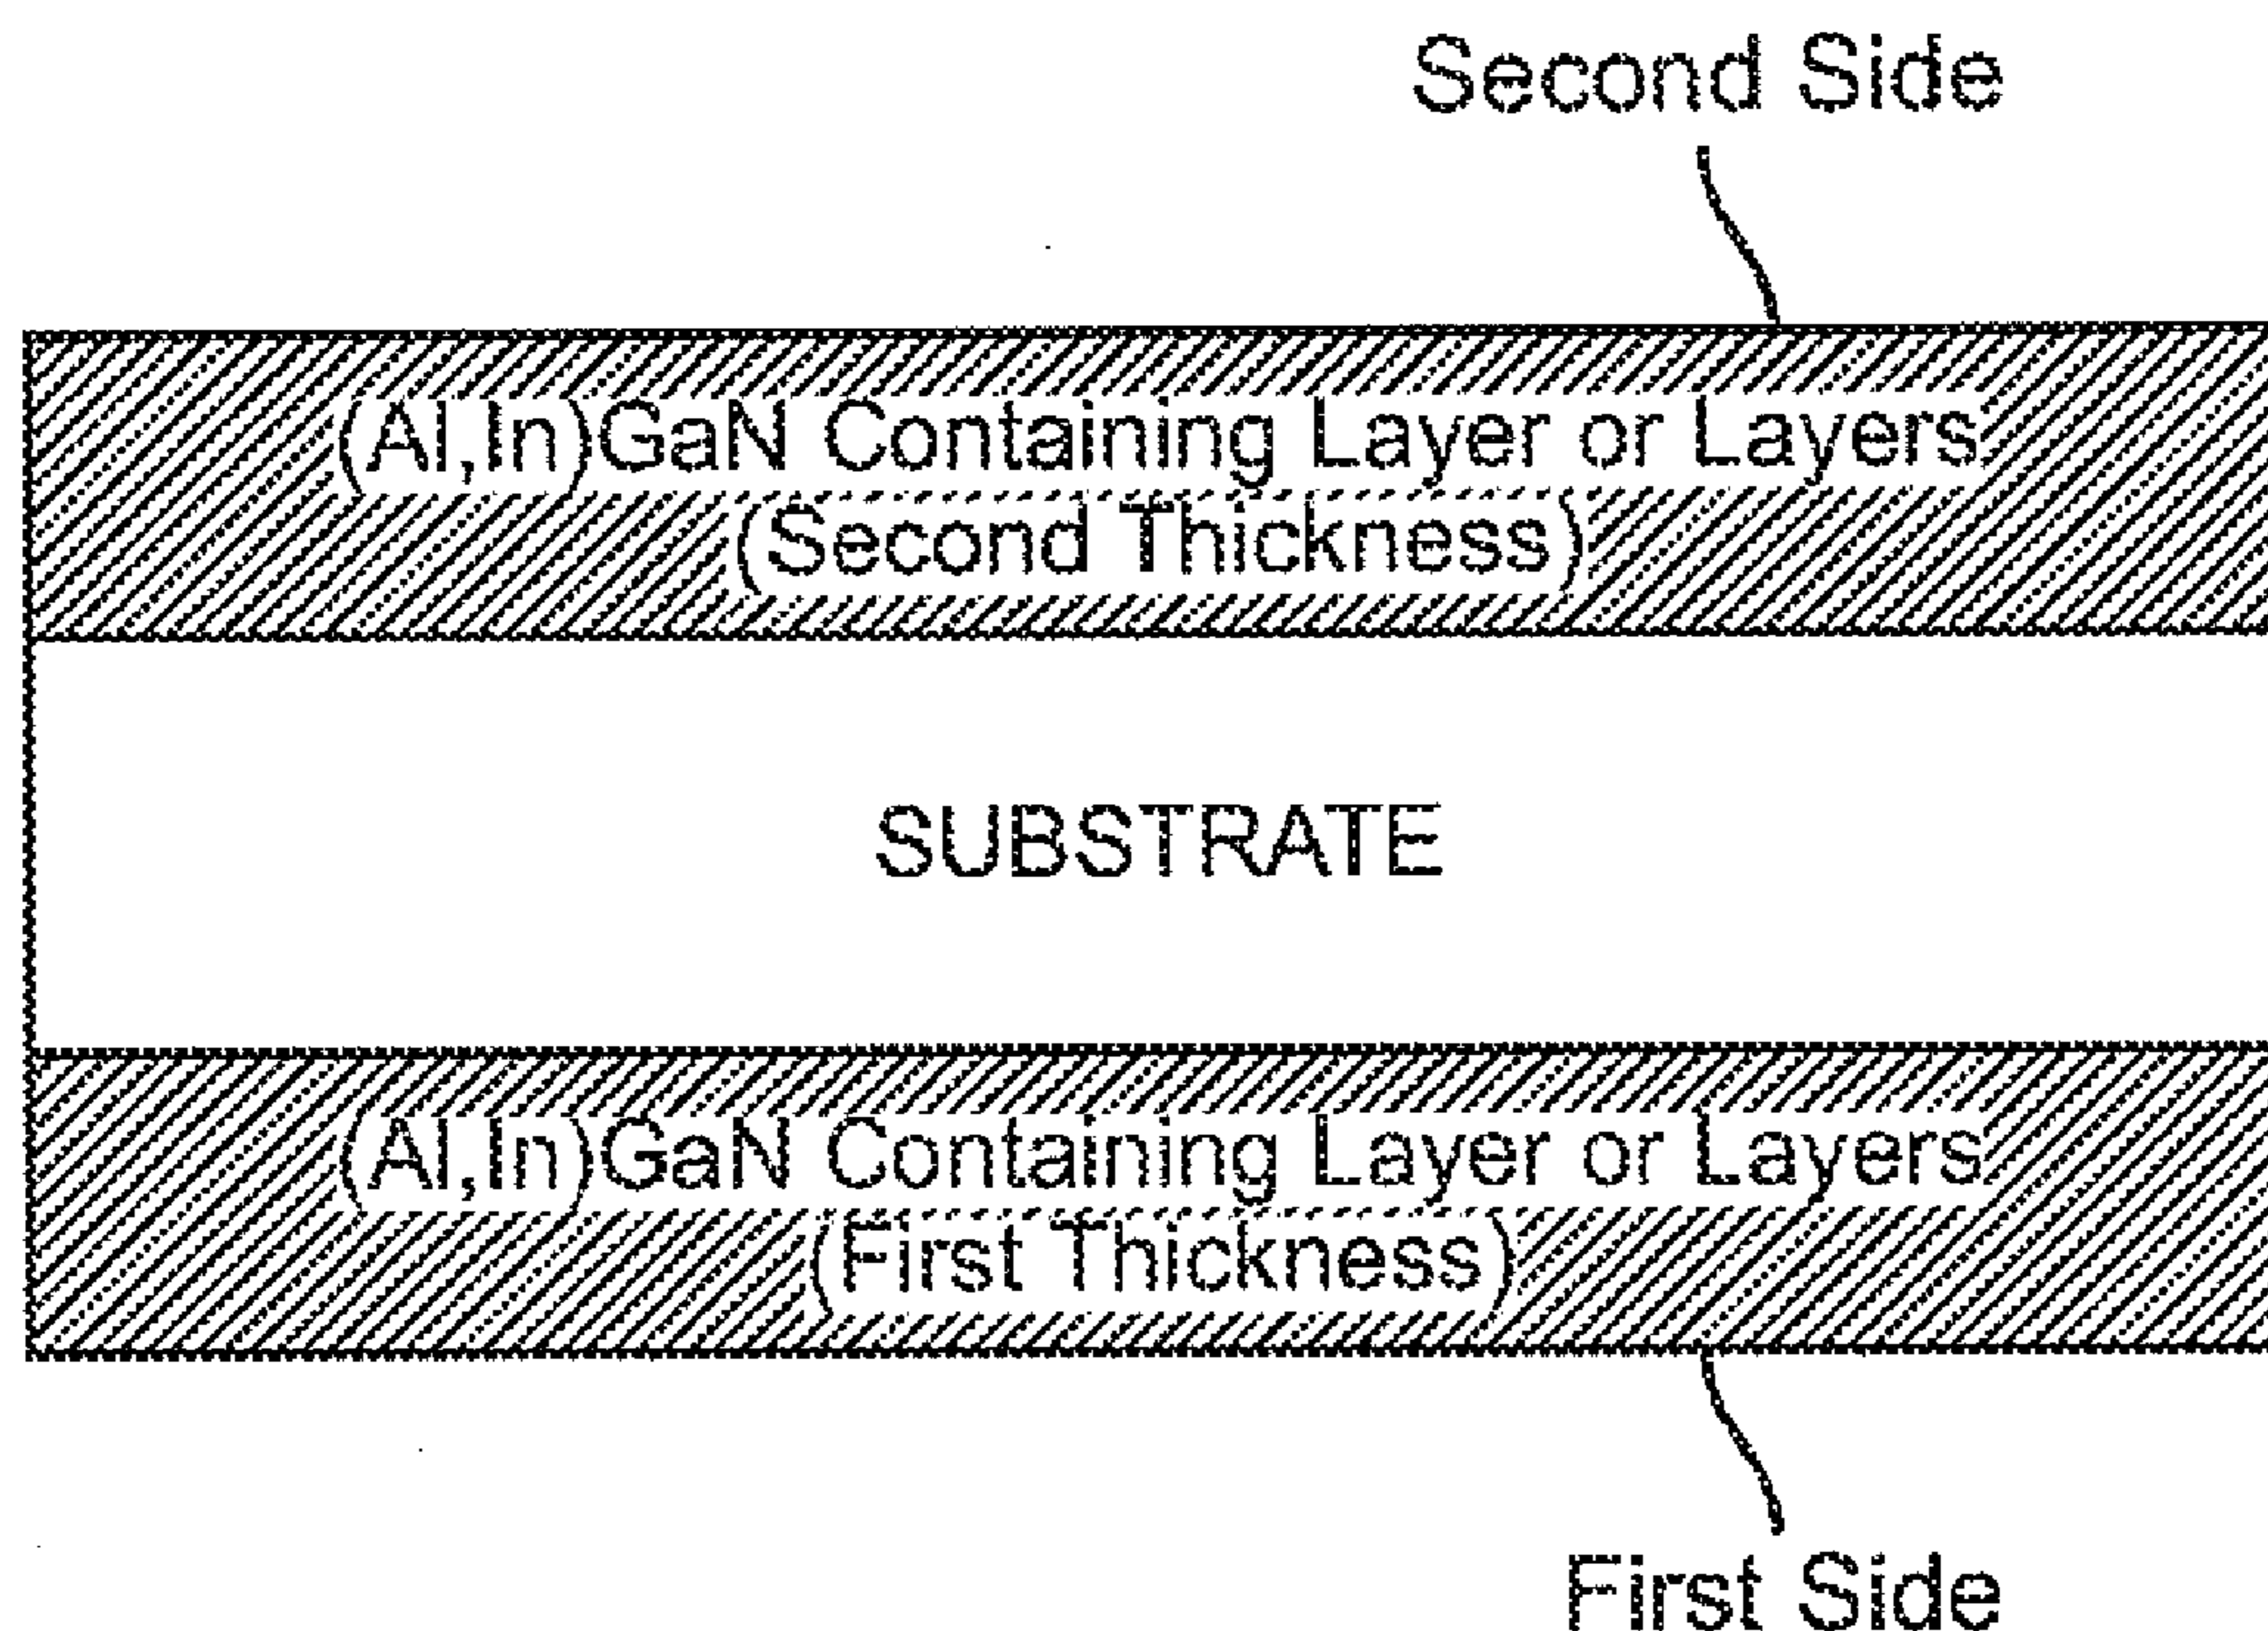 Second Side
(Al,In)GaN Containing Layer or Layers
(Second Thickness)
SUBSTRATE
(Al,In)GaN Containing Layer or Layers
(First Thickness)
First Side